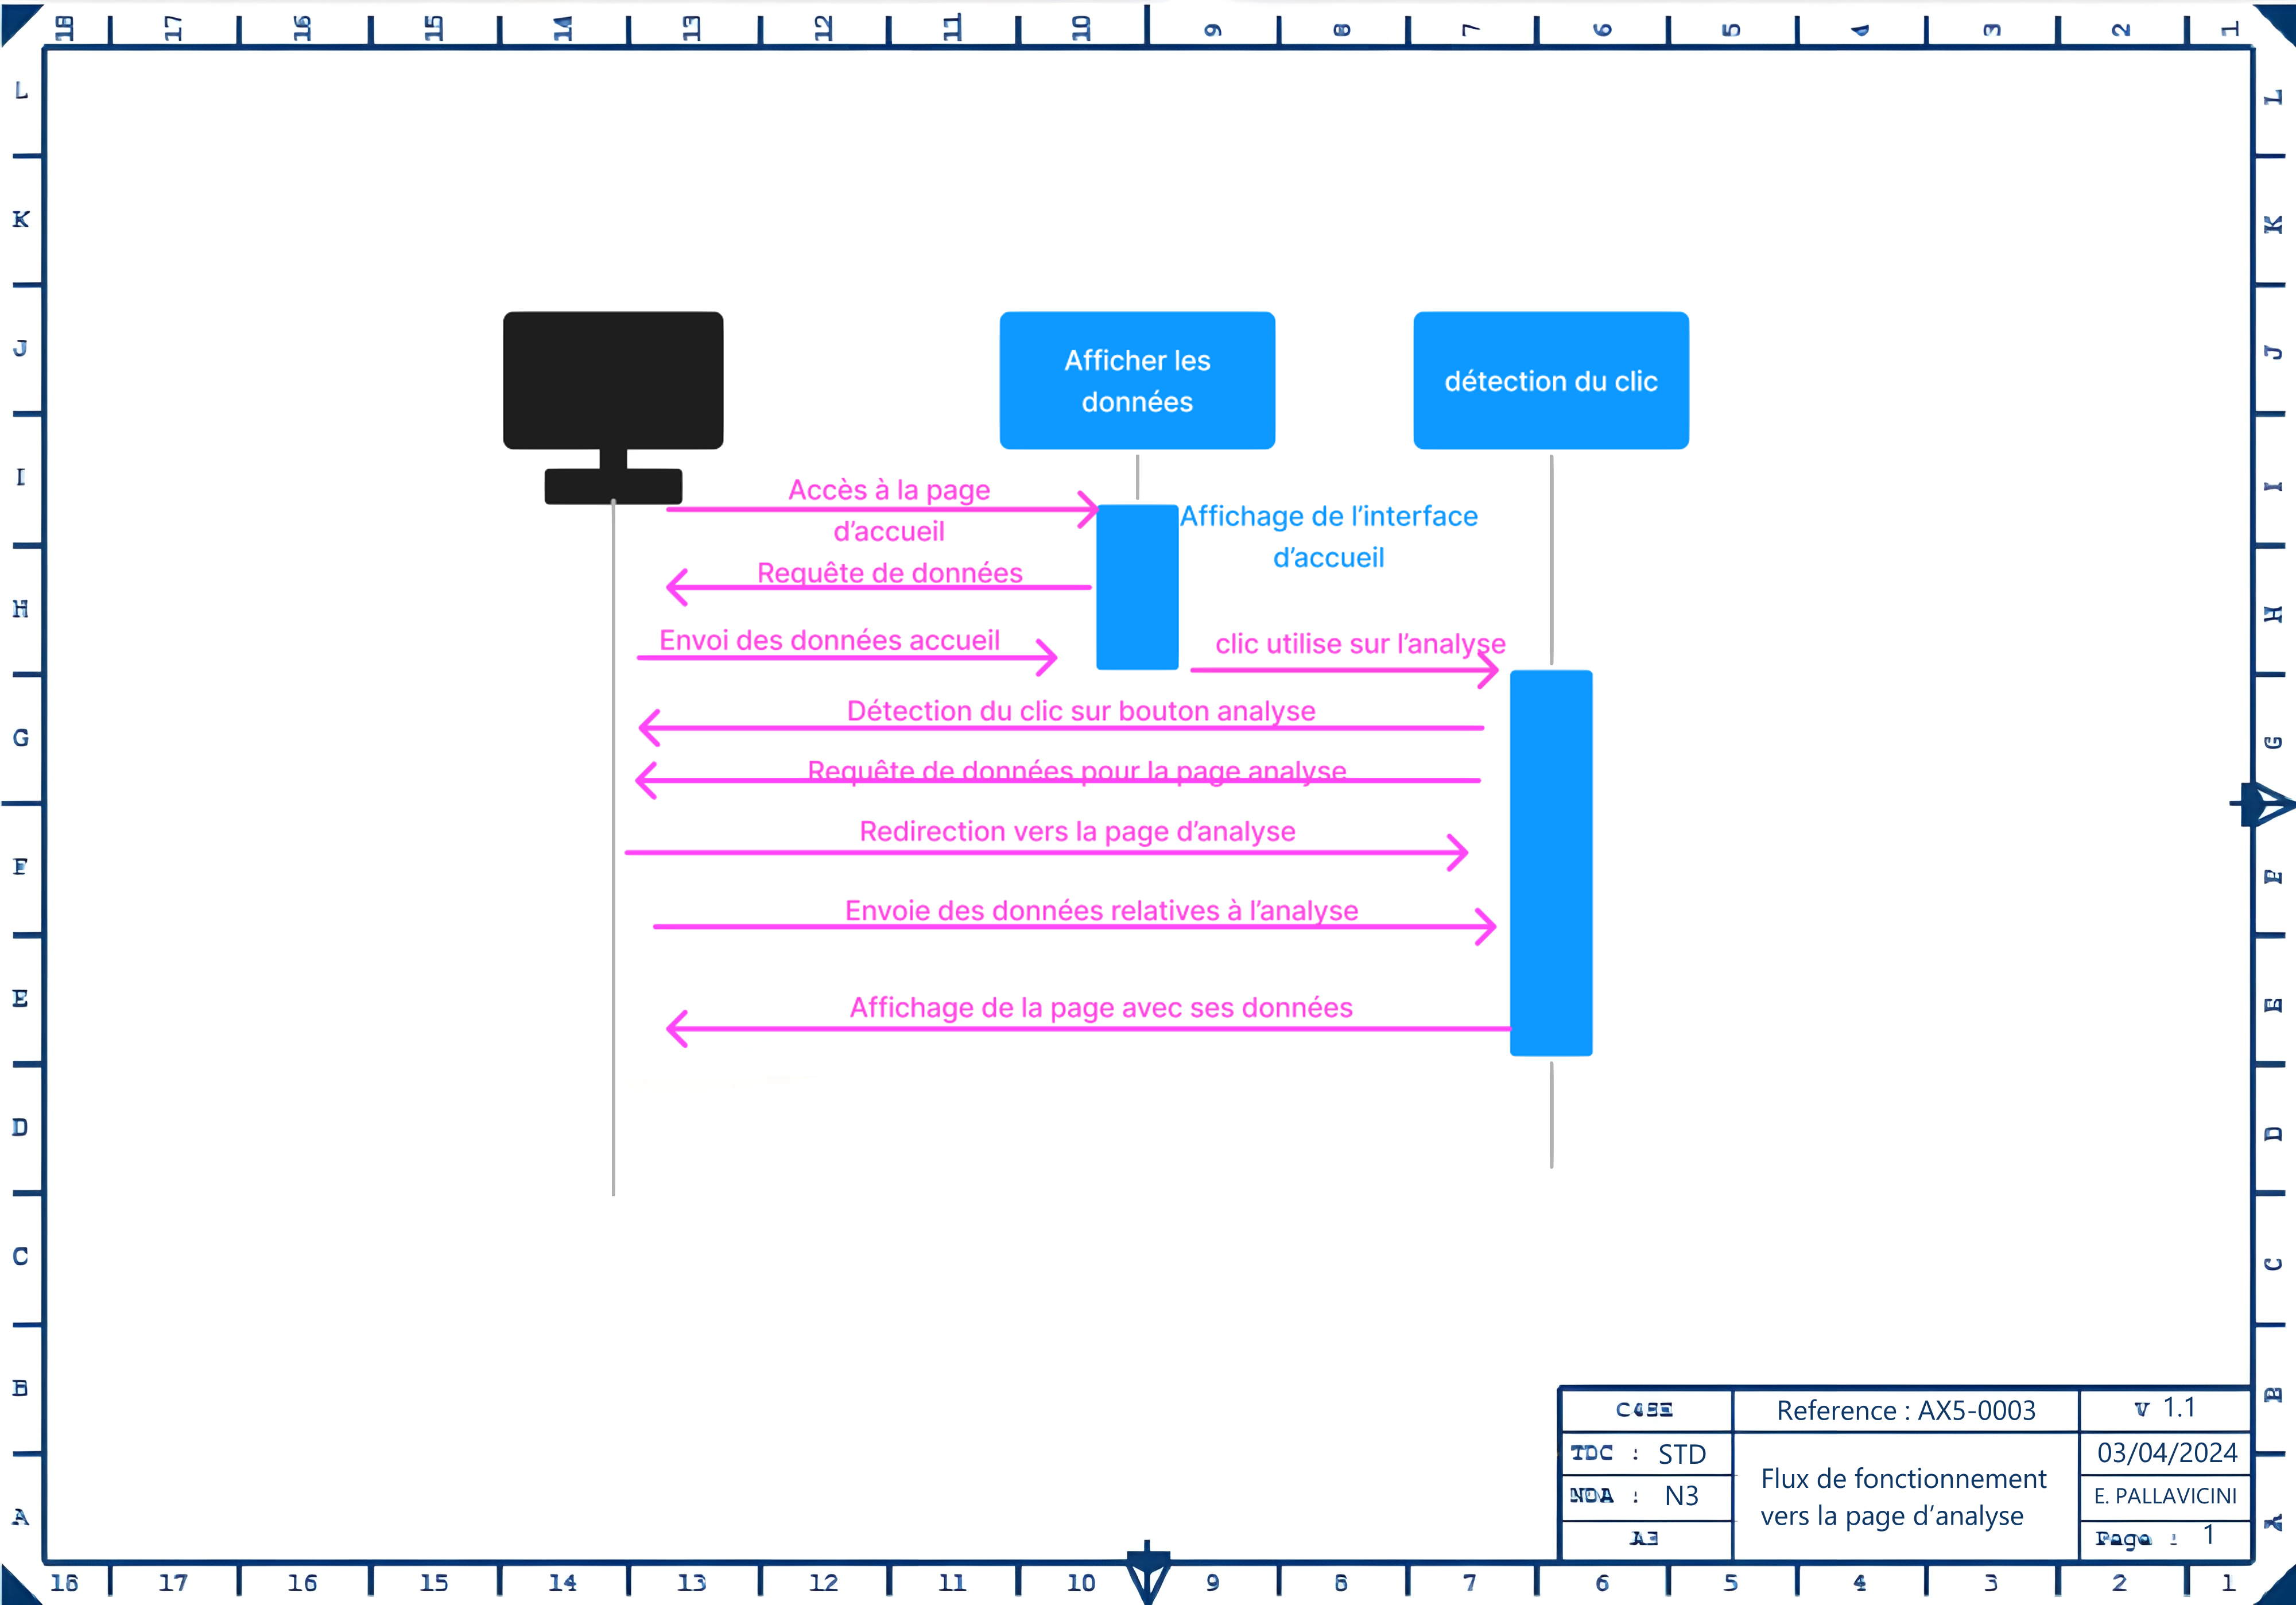 18 17 16 15 14 13 12 11 10 9 8 7 6 5 4 3 2 1
L L
K K
J J
I I
H H
G G
F F
E E
D D
C C
B B
A A
Afficher les
données
détection du clic
Accès à la page
d'accueil
Affichage de l'interface
d'accueil
Requête de données
Envoi des données accueil
clic utilise sur l'analyse
Détection du clic sur bouton analyse
Requête de données pour la page analyse
Redirection vers la page d'analyse
Envoie des données relatives à l'analyse
Affichage de la page avec ses données
Reference : AX5-0003
V 1.1
TDC : STD
03/04/2024
Flux de fonctionnement
vers la page d'analyse
NDA : N3
E. PALLAVICINI
A3
Page : 1
18 17 16 15 14 13 12 11 10 9 8 7 6 5 4 3 2 1